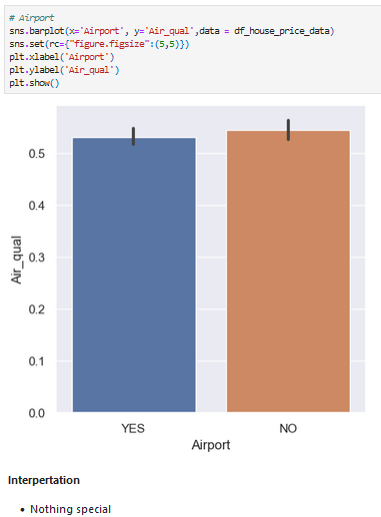 # Airport
sns.barplot(x='Airport', y='Air_qual',data = df_house_price_data)
sns.set(rc={"figure.figsize":(5,5)})
plt.xlabel('Airport')
plt.ylabel('Air_qual')
plt.show()
0.5
0.4
Air_qual
0.3
0.2
0.1
0.0
YES NO
Airport
Interpertation
• Nothing special